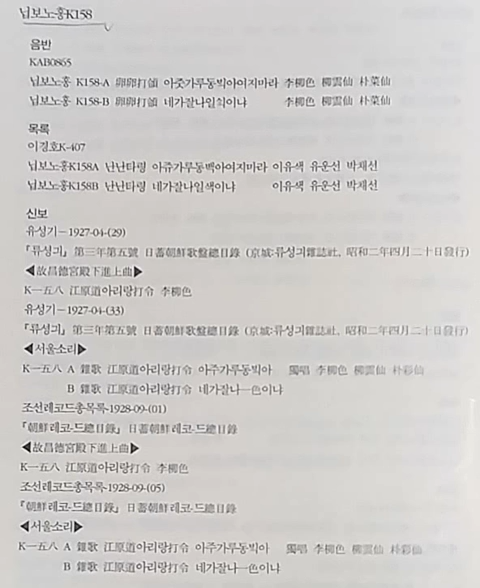 닙보노홍K158
음반
KAB0865
닙보노홍 K158-A 卵卵打領 아줏가루동빅아이지마라 李柳色 柳雲仙 朴菜仙
닙보노홍 K158-B 卵卵打領 네가잘나일ᄉᆡᆨ이냐 李柳色 柳雲仙 朴菜仙
목록
이경호K-407
닙보노홍K158A 난난타령 아쥬가루동백아여지마라 이유색 유운선 박채선
닙보노홍K158B 난난타령 네가잘나일색이냐 이유색 유운선 박채선
신보
유성기-1927-04-(29)
『류성긔』 第三年第五號 日蓄朝鮮歌盤總目錄 (京城:류성긔雜誌社, 昭和二年四月二十日發行)
◀故昌德宮殿下進上曲▶
K一五八 江原道아리랑打令 李柳色
유성기-1927-04-(33)
『류성긔』 第三年第五號 日蓄朝鮮歌盤總目錄 (京城:류성긔雜誌社, 昭和二年四月二十日發行)
◀서울소리▶
K一五八 A 雜歌 江原道아리랑打令 아주가루동빅아 獨唱 李柳色 柳雲仙 朴彩仙
B 雜歌 江原道아리랑打令 네가잘나一色이냐
조선레코드총목록-1928-09-(01)
『朝鮮레코-드總目錄』 日蓄朝鮮레코-드總目錄
◀故昌德宮殿下進上曲▶
K一五八 江原道아리랑打令 李柳色
조선레코드총목록-1928-09-(05)
『朝鮮레코-드總目錄』 日蓄朝鮮레코-드總目錄
◀서울소리▶
K一五八 A 雜歌 江原道아리랑打令 아주가루동빅아 獨唱 李柳色 柳雲仙 朴彩仙
B 雜歌 江原道아리랑打令 네가잘나一色이냐